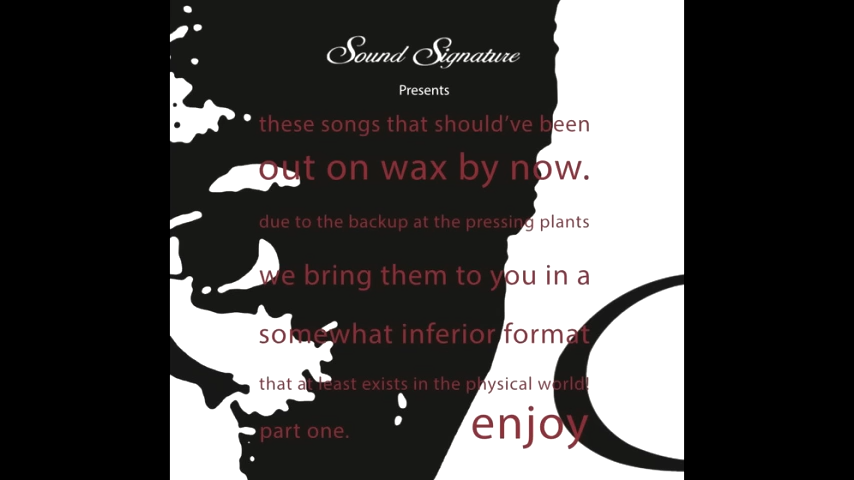 Sound Signature
Presents
these songs that should've been
out on wax by now.
due to the backup at the pressing plants
we bring them to you in a
somewhat inferior format
that at least exists in the physical world!
part one. enjoy